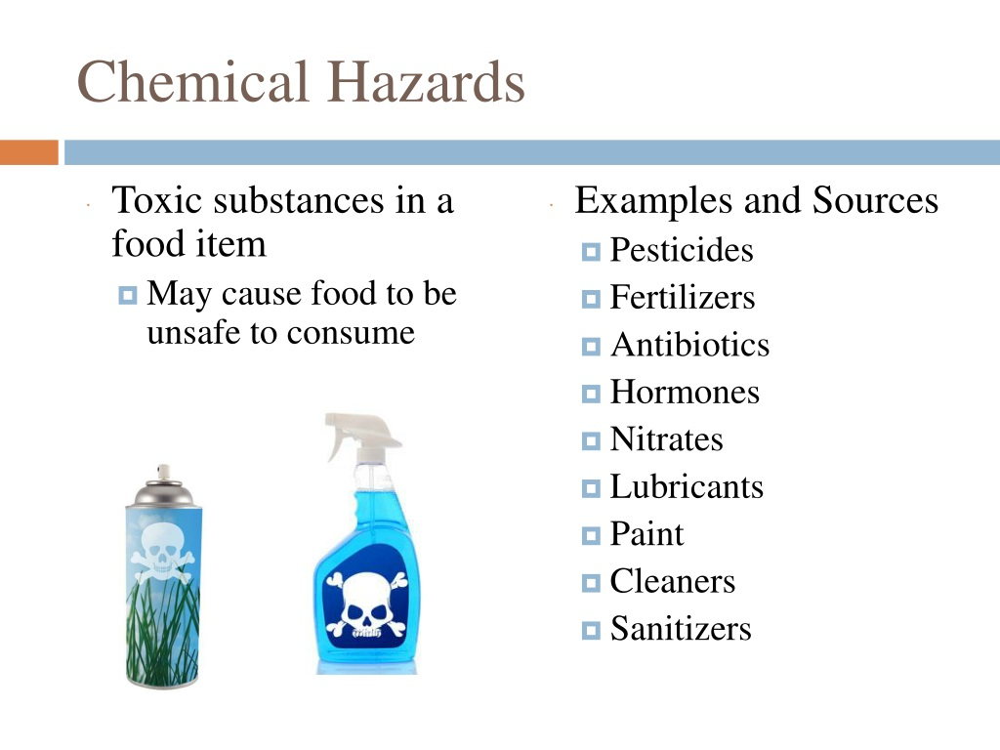 Chemical Hazards
Toxic substances in a
food item
May cause food to be
unsafe to consume
Examples and Sources
Pesticides
Fertilizers
Antibiotics
Hormones
Nitrates
Lubricants
Paint
Cleaners
Sanitizers